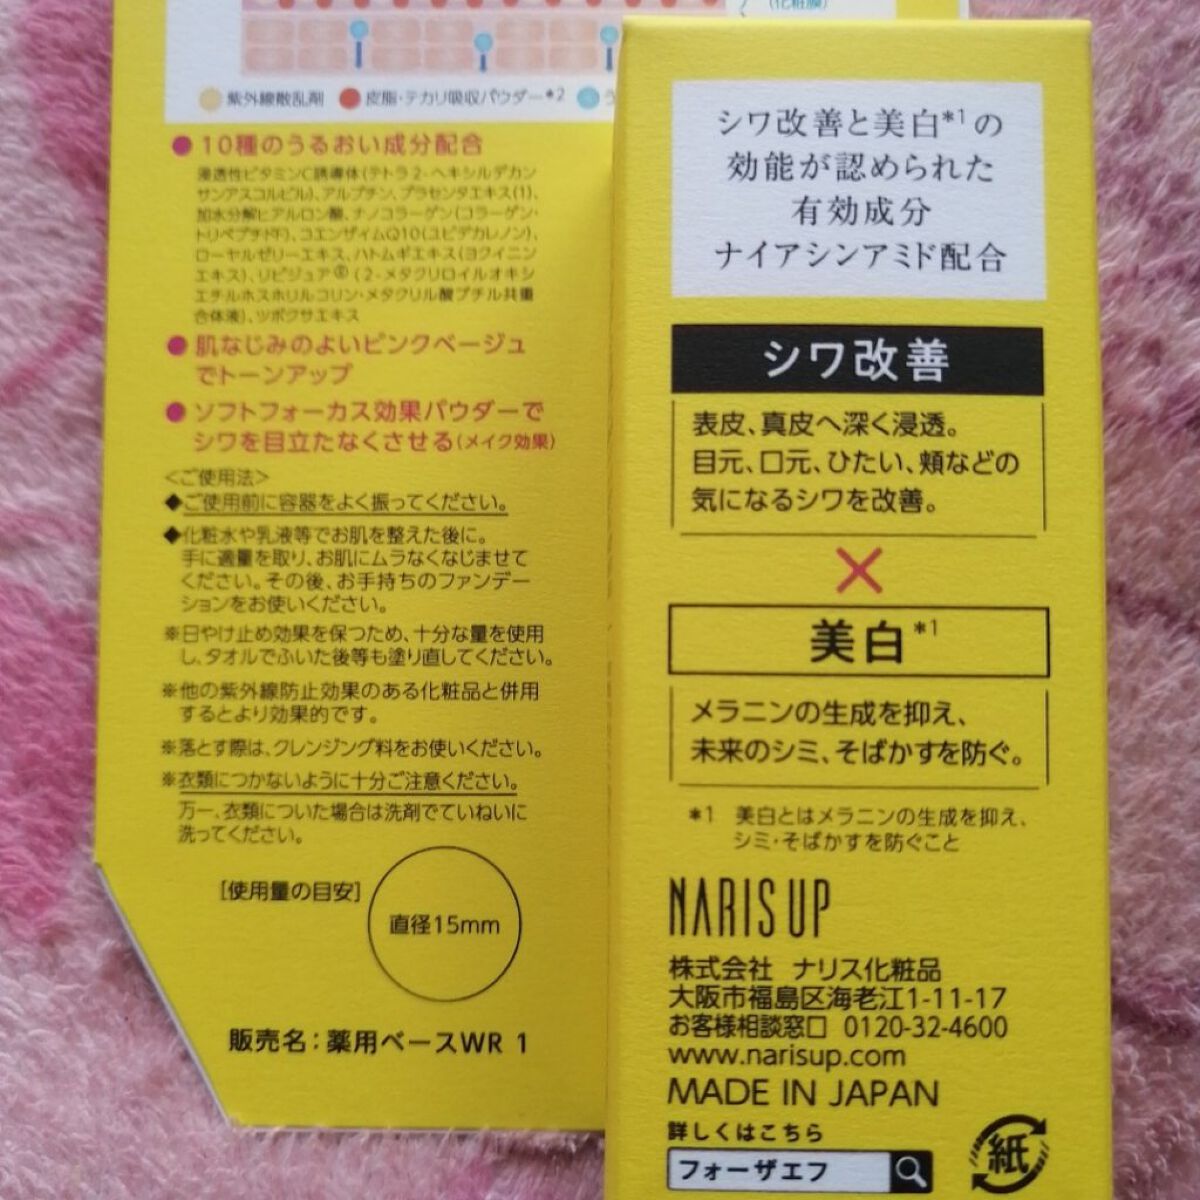 (化粧膜)
紫外線散乱剤 皮脂・テカリ吸収パウダー*2 う
●10種のうるおい成分配合
浸透性ビタミンC誘導体(テトラ2-ヘキシルデカン
サンアスコルビル)、アルブチン、プラセンタエキス(1)、
加水分解ヒアルロン酸、ナノコラーゲン(コラーゲン・
トリペプチドF)、コエンザイムQ10(ユビデカレノン)、
ローヤルゼリーエキス、ハトムギエキス(ヨクイニン
エキス)、リピジュア®(2-メタクリロイルオキシ
エチルホスホリルコリン・メタクリル酸ブチル共重
合体液)、ツボクサエキス
●肌なじみのよいピンクベージュ
でトーンアップ
●ソフトフォーカス効果パウダーで
シワを目立たなくさせる(メイク効果)
<ご使用法>
◆ご使用前に容器をよく振ってください。
◆化粧水や乳液等でお肌を整えた後に。
手に適量を取り、お肌にムラなくなじませて
ください。その後、お手持ちのファンデー
ションをお使いください。
※日やけ止め効果を保つため、十分な量を使用
し、タオルでふいた後等も塗り直してください。
※他の紫外線防止効果のある化粧品と併用
するとより効果的です。
※落とす際は、クレンジング料をお使いください。
※衣類につかないように十分ご注意ください。
万一、衣類についた場合は洗剤でていねいに
洗ってください。
[使用量の目安]
直径15mm
販売名:薬用ベースWR 1
シワ改善と美白*1の
効能が認められた
有効成分
ナイアシンアミド配合
シワ改善
表皮、真皮へ深く浸透。
目元、口元、ひたい、頬などの
気になるシワを改善。
×
美白*1
メラニンの生成を抑え、
未来のシミ、そばかすを防ぐ。
*1 美白とはメラニンの生成を抑え、
シミ・そばかすを防ぐこと
NARIS UP
株式会社 ナリス化粧品
大阪市福島区海老江1-11-17
お客様相談窓口 0120-32-4600
www.narisup.com
MADE IN JAPAN
詳しくはこちら
フォーザエフ
紙